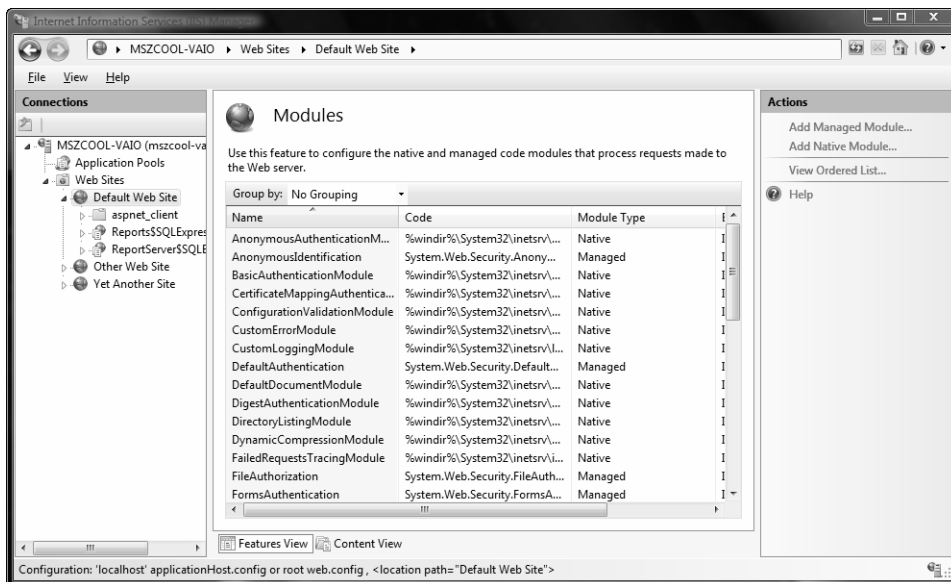 Internet Information Services (IIS) Manager
MSZCOOL-VAIO Web Sites Default Web Site
File View Help
Connections
MSZCOOL-VAIO (mszcool-va
Application Pools
Web Sites
Default Web Site
aspnet_client
Reports$SQLExpres
ReportServer$SQLE
Other Web Site
Yet Another Site
Modules
Use this feature to configure the native and managed code modules that process requests made to
the Web server.
Group by: No Grouping
Name Code Module Type
AnonymousAuthenticationM... %windir%\System32\inetsrv\... Native
AnonymousIdentification System.Web.Security.Anony... Managed
BasicAuthenticationModule %windir%\System32\inetsrv\... Native
CertificateMappingAuthentica... %windir%\System32\inetsrv\... Native
ConfigurationValidationModule %windir%\System32\inetsrv\... Native
CustomErrorModule %windir%\System32\inetsrv\... Native
CustomLoggingModule %windir%\System32\inetsrv\l... Native
DefaultAuthentication System.Web.Security.Default... Managed
DefaultDocumentModule %windir%\System32\inetsrv\... Native
DigestAuthenticationModule %windir%\System32\inetsrv\... Native
DirectoryListingModule %windir%\System32\inetsrv\... Native
DynamicCompressionModule %windir%\System32\inetsrv\... Native
FailedRequestsTracingModule %windir%\System32\inetsrv\i... Native
FileAuthorization System.Web.Security.FileAuth... Managed
FormsAuthentication System.Web.Security.FormsA... Managed
Features View Content View
Actions
Add Managed Module...
Add Native Module...
View Ordered List...
Help
Configuration: 'localhost' applicationHost.config or root web.config , <location path="Default Web Site">